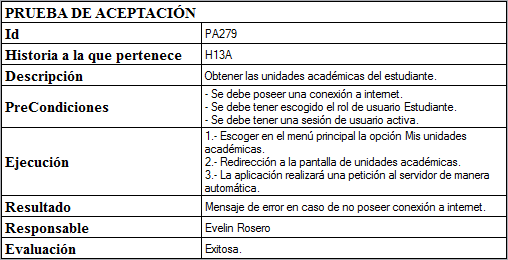 PRUEBA DE ACEPTACIÓN
Id PA279
Historia a la que pertenece H13A
Descripción Obtener las unidades académicas del estudiante.
PreCondiciones
- Se debe poseer una conexión a internet.
- Se debe tener escogido el rol de usuario Estudiante.
- Se debe tener una sesión de usuario activa.
Ejecución
1.- Escoger en el menú principal la opción Mis unidades
académicas.
2.- Redirección a la pantalla de unidades académicas.
3.- La aplicación realizará una petición al servidor de manera
automática.
Resultado Mensaje de error en caso de no poseer conexión a internet.
Responsable Evelin Rosero
Evaluación Exitosa.